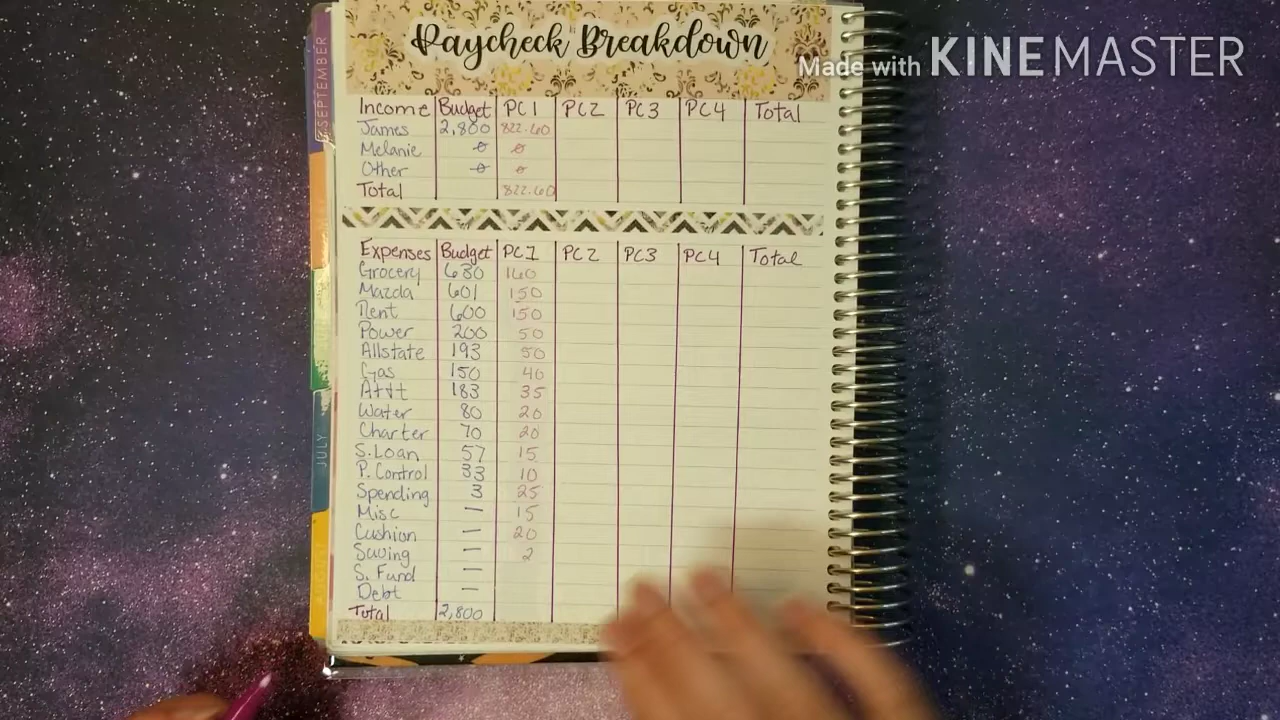 Made with KINEMASTER
Paycheck Breakdown
Income Budget PC1 PC2 PC3 PC4 Total
James 2,800 822.60
Melanie 0 0
Other 0 0
Total 822.60
Expenses Budget PC1 PC2 PC3 PC4 Total
Grocery 680 160
Mazda 601 150
Rent 600 150
Power 200 50
Allstate 193 50
Gas 150 40
At&t 133 35
Water 80 20
Charter 70 20
S. Loan 57 15
P. Control 33 10
Spending 3 25
Misc — 15
Cushion — 20
Saving — 2
S. Fund —
Debt —
Total 2,800
SEPTEMBER
JULY